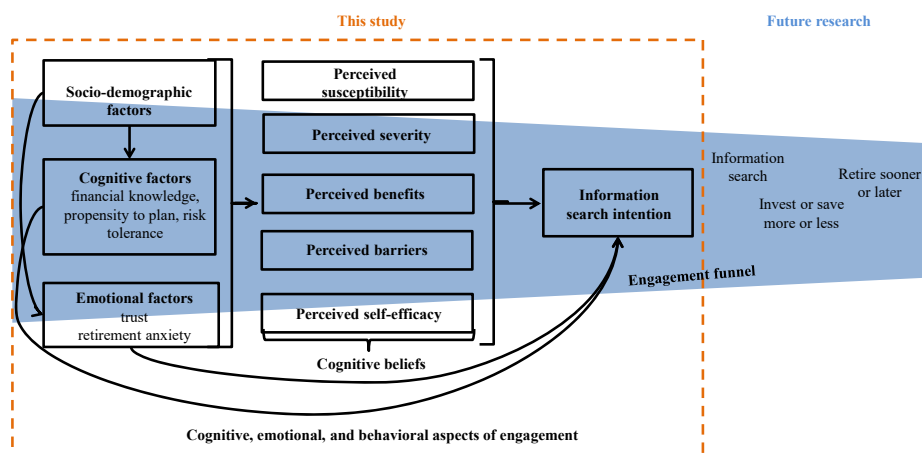 This study
Future research
Socio-demographic
factors
Cognitive factors
financial knowledge,
propensity to plan, risk
tolerance
Emotional factors
trust
retirement anxiety
Perceived
susceptibility
Perceived severity
Perceived benefits
Perceived barriers
Perceived self-efficacy
Cognitive beliefs
Information
search intention
Engagement funnel
Information
search
Invest or save
more or less
Retire sooner
or later
Cognitive, emotional, and behavioral aspects of engagement